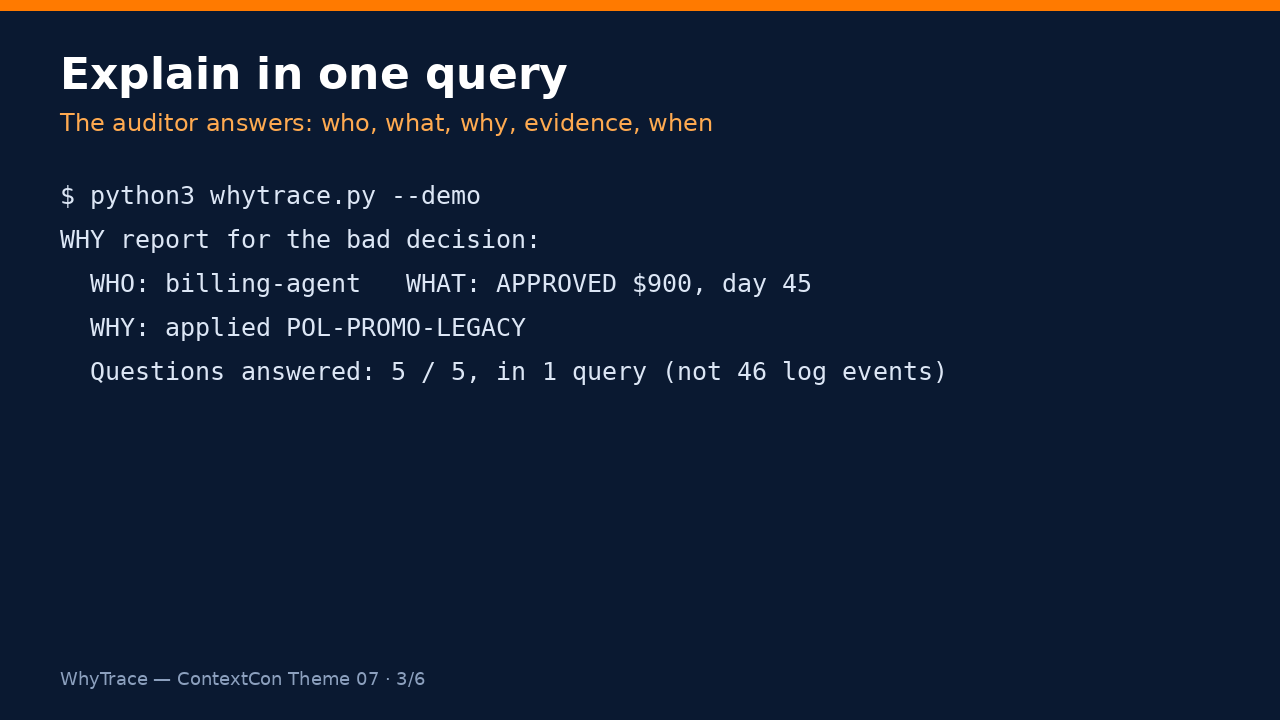 Explain in one query
The auditor answers: who, what, why, evidence, when
$ python3 whytrace.py --demo
WHY report for the bad decision:
  WHO: billing-agent   WHAT: APPROVED $900, day 45
  WHY: applied POL-PROMO-LEGACY
  Questions answered: 5 / 5, in 1 query (not 46 log events)
WhyTrace — ContextCon Theme 07 · 3/6